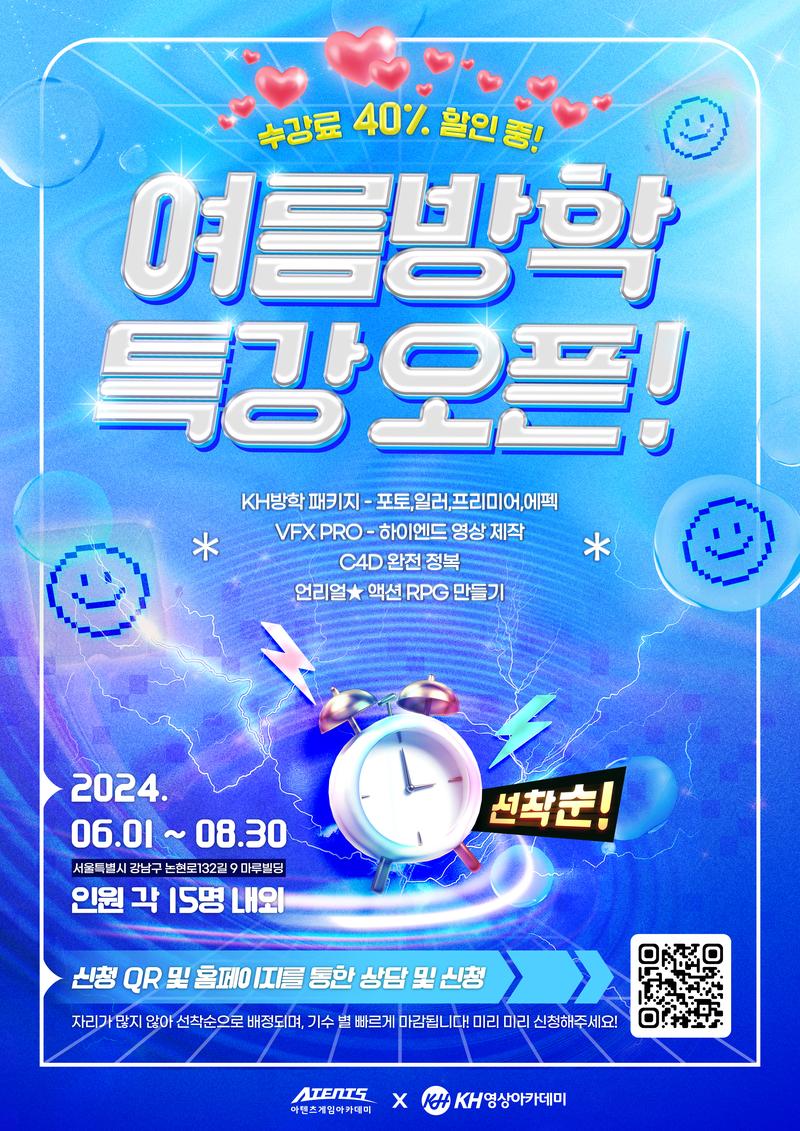 수강료 40% 할인 중!
여름방학
특강 오픈!
KH방학 패키지 - 포토,일러,프리미어,에펙
VFX PRO - 하이엔드 영상 제작
C4D 완전 정복
언리얼★ 액션 RPG 만들기
선착순!
2024.
06.01 ~ 08.30
서울특별시 강남구 논현로132길 9 마루빌딩
인원 각 15명 내외
신청 QR 및 홈페이지를 통한 상담 및 신청
자리가 많지 않아 선착순으로 배정되며, 기수 별 빠르게 마감됩니다! 미리 미리 신청해주세요!
ATENTS
아텐츠게임아카데미
X
KH KH영상아카데미